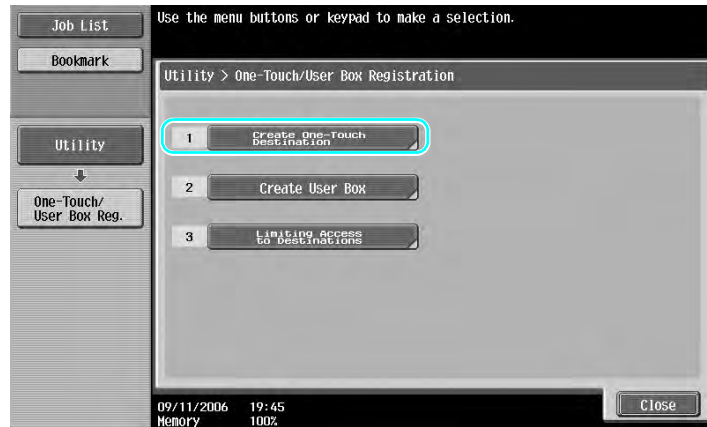 Job List
Bookmark
Use the menu buttons or keypad to make a selection.
Utility > One-Touch/User Box Registration
Utility
One-Touch/
User Box Reg.
1 Create One-Touch
Destination
2 Create User Box
3 Limiting Access
to Destinations
09/11/2006 19:45
Memory 100%
Close